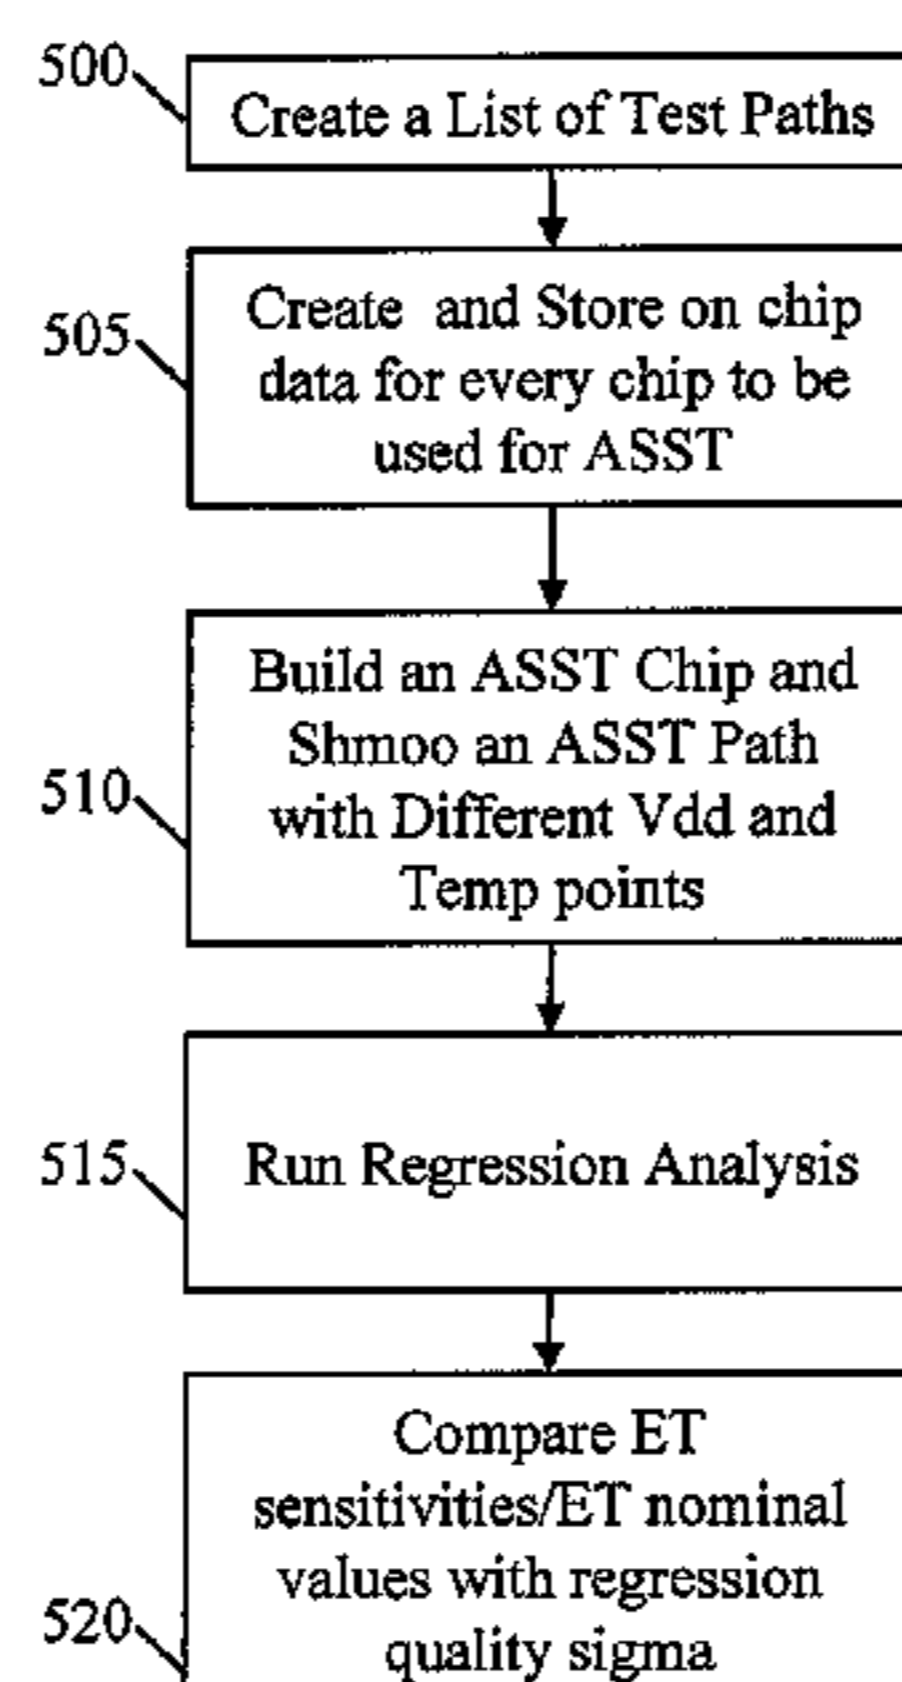 500
Create a List of Test Paths
505
Create and Store on chip
data for every chip to be
used for ASST
510
Build an ASST Chip and
Shmoo an ASST Path
with Different Vdd and
Temp points
515
Run Regression Analysis
520
Compare ET
sensitivities/ET nominal
values with regression
quality sigma